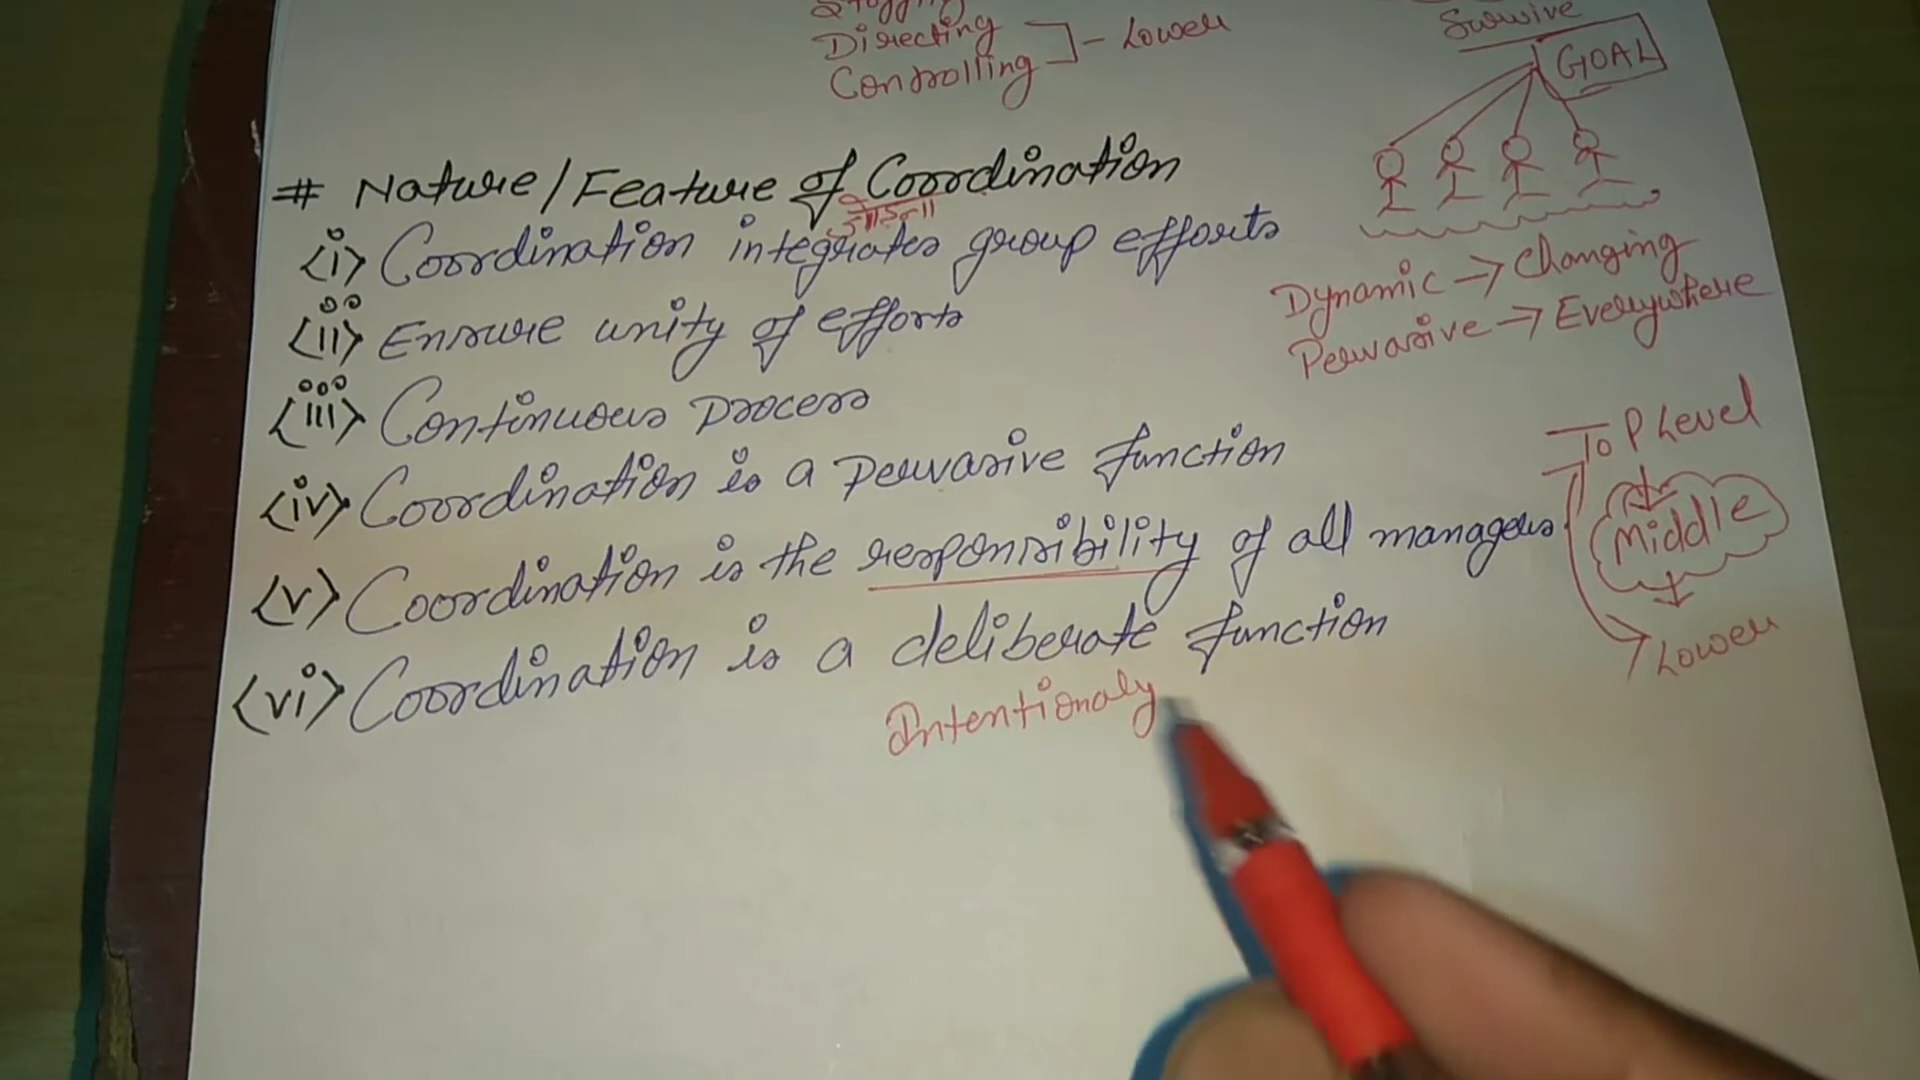 Directing
Controlling
- Lower
Survive
GOAL
# Nature/Feature of Coordination
<i> Coordination integrates group efforts
<ii> Ensure unity of efforts
<iii> Continuous process
<iv> Coordination is a pervasive function
<v> Coordination is the responsibility of all managers
<vi> Coordination is a deliberate function
Intentionaly
Dynamic → Changing
Pervasive → Everywhere
Top Level
Middle
Lower